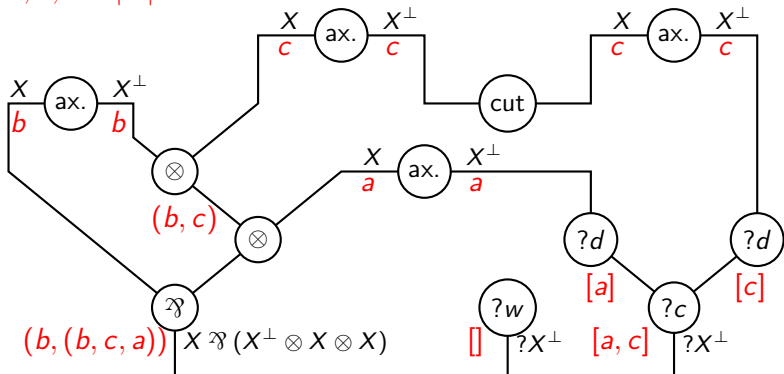 X ax. X⊥ X ax. X⊥
c c c c
X ax. X⊥ cut
b b
⊗ X ax. X⊥
a a
(b, c) ⊗ ?d ?d
[a] [c]
⅋ ?w ?c
(b, (b, c, a)) X ⅋ (X⊥ ⊗ X ⊗ X) [] ?X⊥ [a, c] ?X⊥